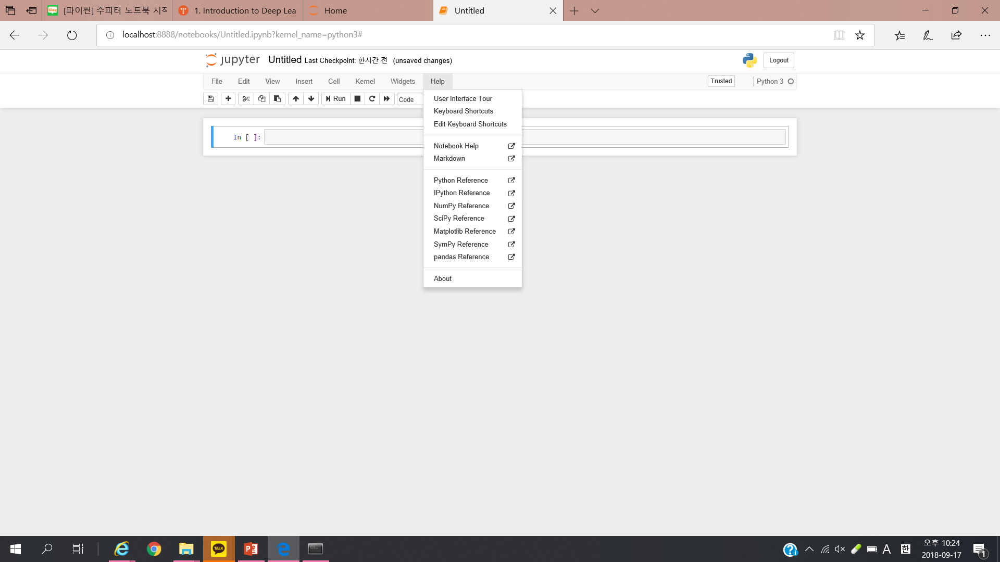 [파이썬] 주피터 노트북 시작
1. Introduction to Deep Lea
Home
Untitled
localhost:8888/notebooks/Untitled.ipynb?kernel_name=python3#
jupyter Untitled Last Checkpoint: 한시간 전 (unsaved changes)
Logout
File Edit View Insert Cell Kernel Widgets Help
Trusted
Python 3
Run
Code
User Interface Tour
Keyboard Shortcuts
Edit Keyboard Shortcuts
In [ ]:
Notebook Help
Markdown
Python Reference
IPython Reference
NumPy Reference
SciPy Reference
Matplotlib Reference
SymPy Reference
pandas Reference
About
TALK
A
한
오후 10:24
2018-09-17
1